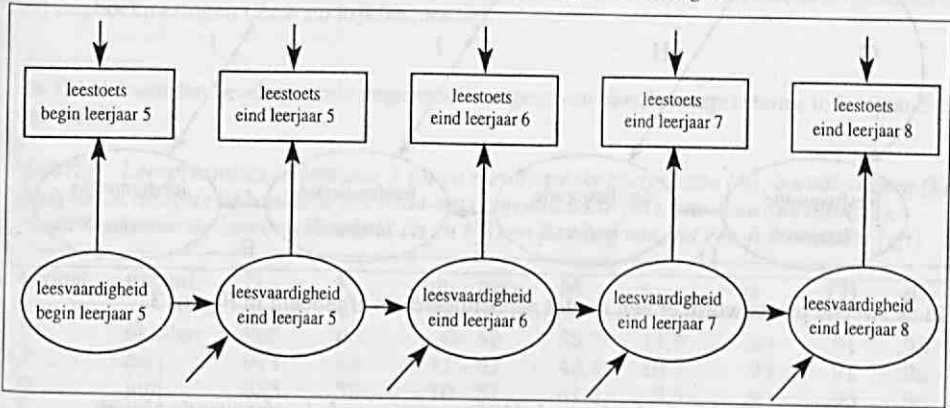 leestoets
begin leerjaar 5
leestoets
eind leerjaar 5
leestoets
eind leerjaar 6
leestoets
eind leerjaar 7
leestoets
eind leerjaar 8
leesvaardigheid
begin leerjaar 5
leesvaardigheid
eind leerjaar 5
leesvaardigheid
eind leerjaar 6
leesvaardigheid
eind leerjaar 7
leesvaardigheid
eind leerjaar 8